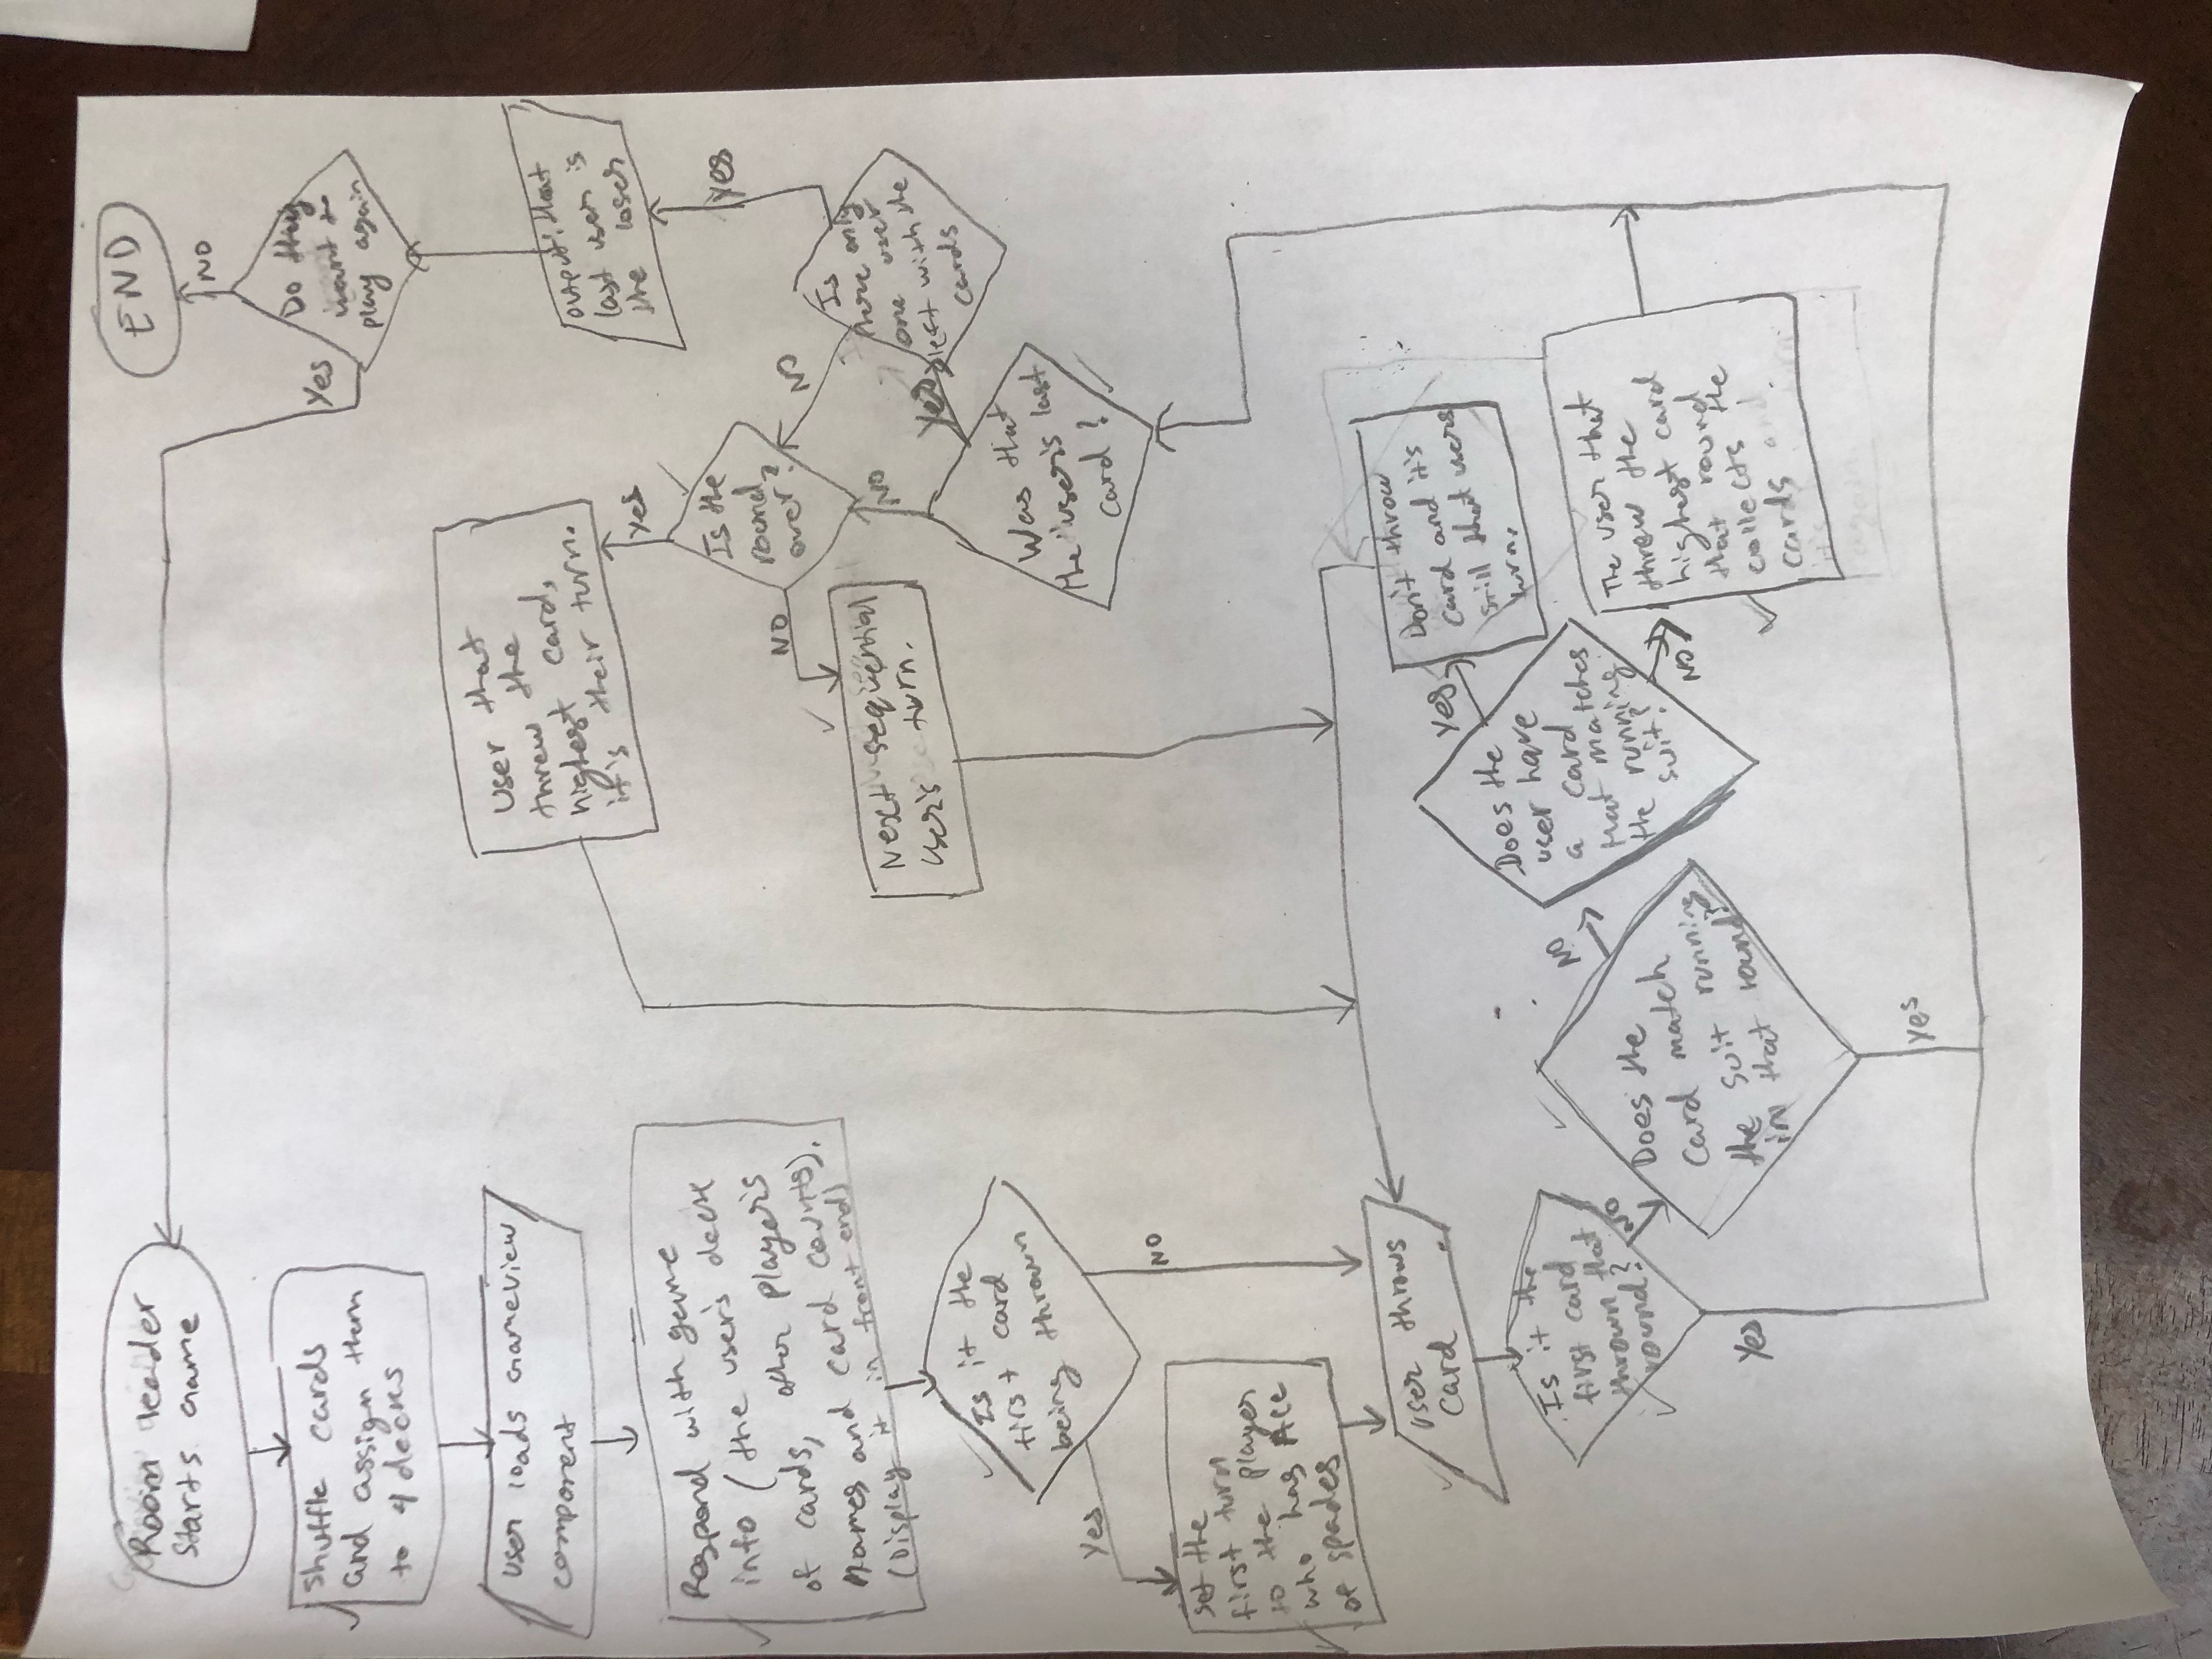 Room leader
starts Game
Shuffle cards
and assign them
to 4 decks
User loads Gameview
component
Respond with game
info (the user's deck
of cards, other player's
names and card counts).
(Display it in front end)
Is it the
first card
being thrown
Yes
NO
Set the
first turn
to the player
who has Ace
of spades
User throws
Card
Is it the
first card
thrown that
round?
NO
Yes
Does the
Card match
the suit running
in that round?
NO
Yes
Does the
user have
a card
that matches
the running
suit?
Yes
NO
Don't throw
card and it's
still that users
turn.
The user that
threw the
highest card
that round
collects the
cards
Was that
the user's last
card?
NO
Yes
Is
there only
one user
left with the
cards
NO
Yes
Is the
round
over?
NO
Yes
Next sequential
user's turn.
User that
threw the
highest card,
it's their turn.
Output: that
last user is
the loser
Do they
want to
play again
Yes
NO
END